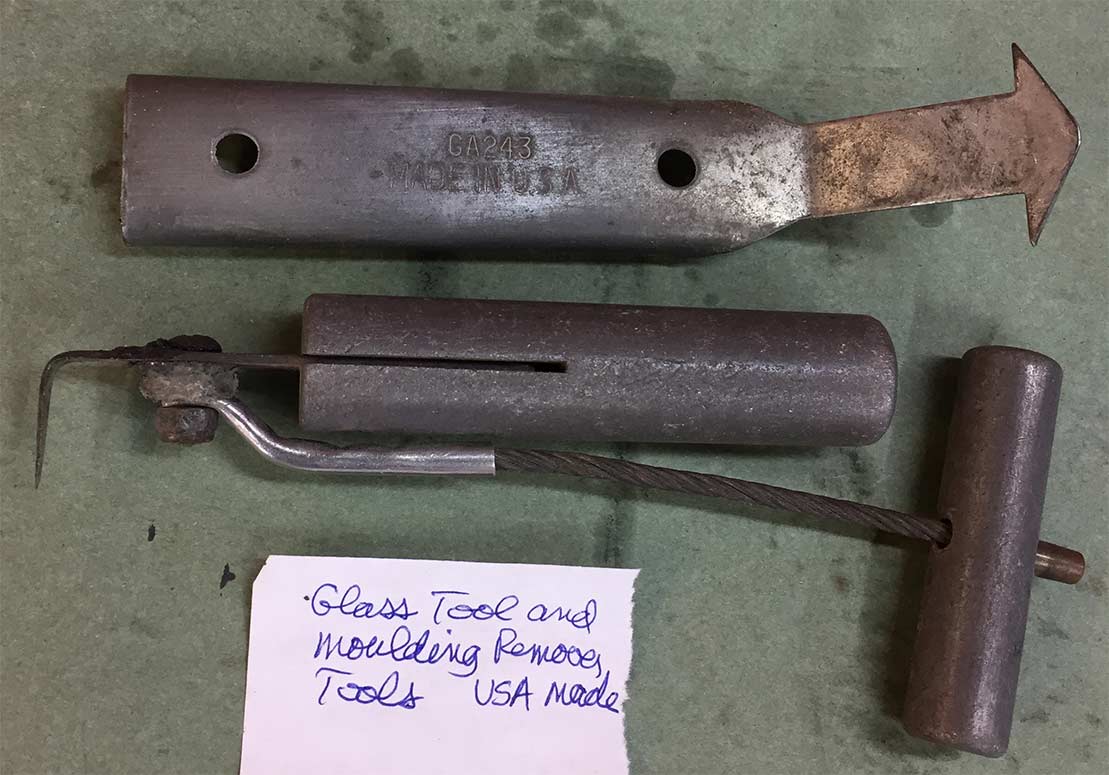 GA243
MADE IN U.S.A
Glass Tool and
Moulding Remover
Tools USA Made